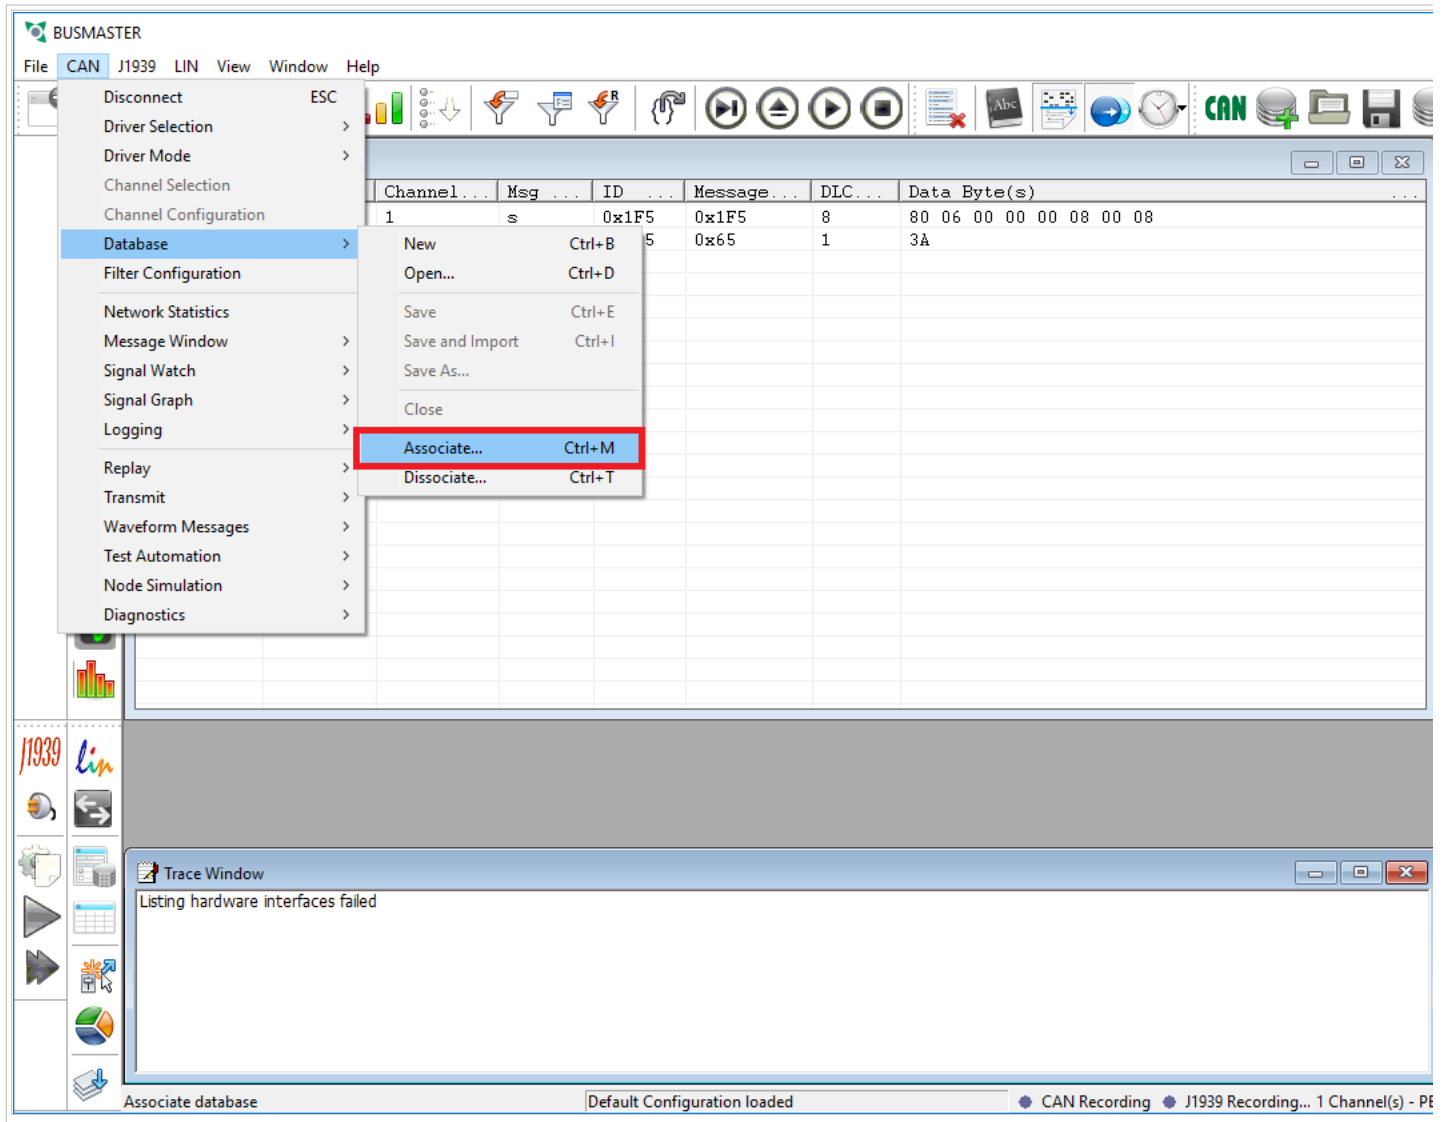 BUSMASTER
File CAN J1939 LIN View Window Help
Disconnect ESC
Driver Selection
Driver Mode
Channel Selection
Channel Configuration
Database
Filter Configuration
Network Statistics
Message Window
Signal Watch
Signal Graph
Logging
Replay
Transmit
Waveform Messages
Test Automation
Node Simulation
Diagnostics
R
Abc
CAN
Channel... Msg ... ID ... Message... DLC... Data Byte(s) ...
1 s 0x1F5 0x1F5 8 80 06 00 00 00 08 00 08
5 0x65 1 3A
New Ctrl+B
Open... Ctrl+D
Save Ctrl+E
Save and Import Ctrl+I
Save As...
Close
Associate... Ctrl+M
Dissociate... Ctrl+T
J1939 lin
Trace Window
Listing hardware interfaces failed
Associate database Default Configuration loaded CAN Recording J1939 Recording... 1 Channel(s) - PE